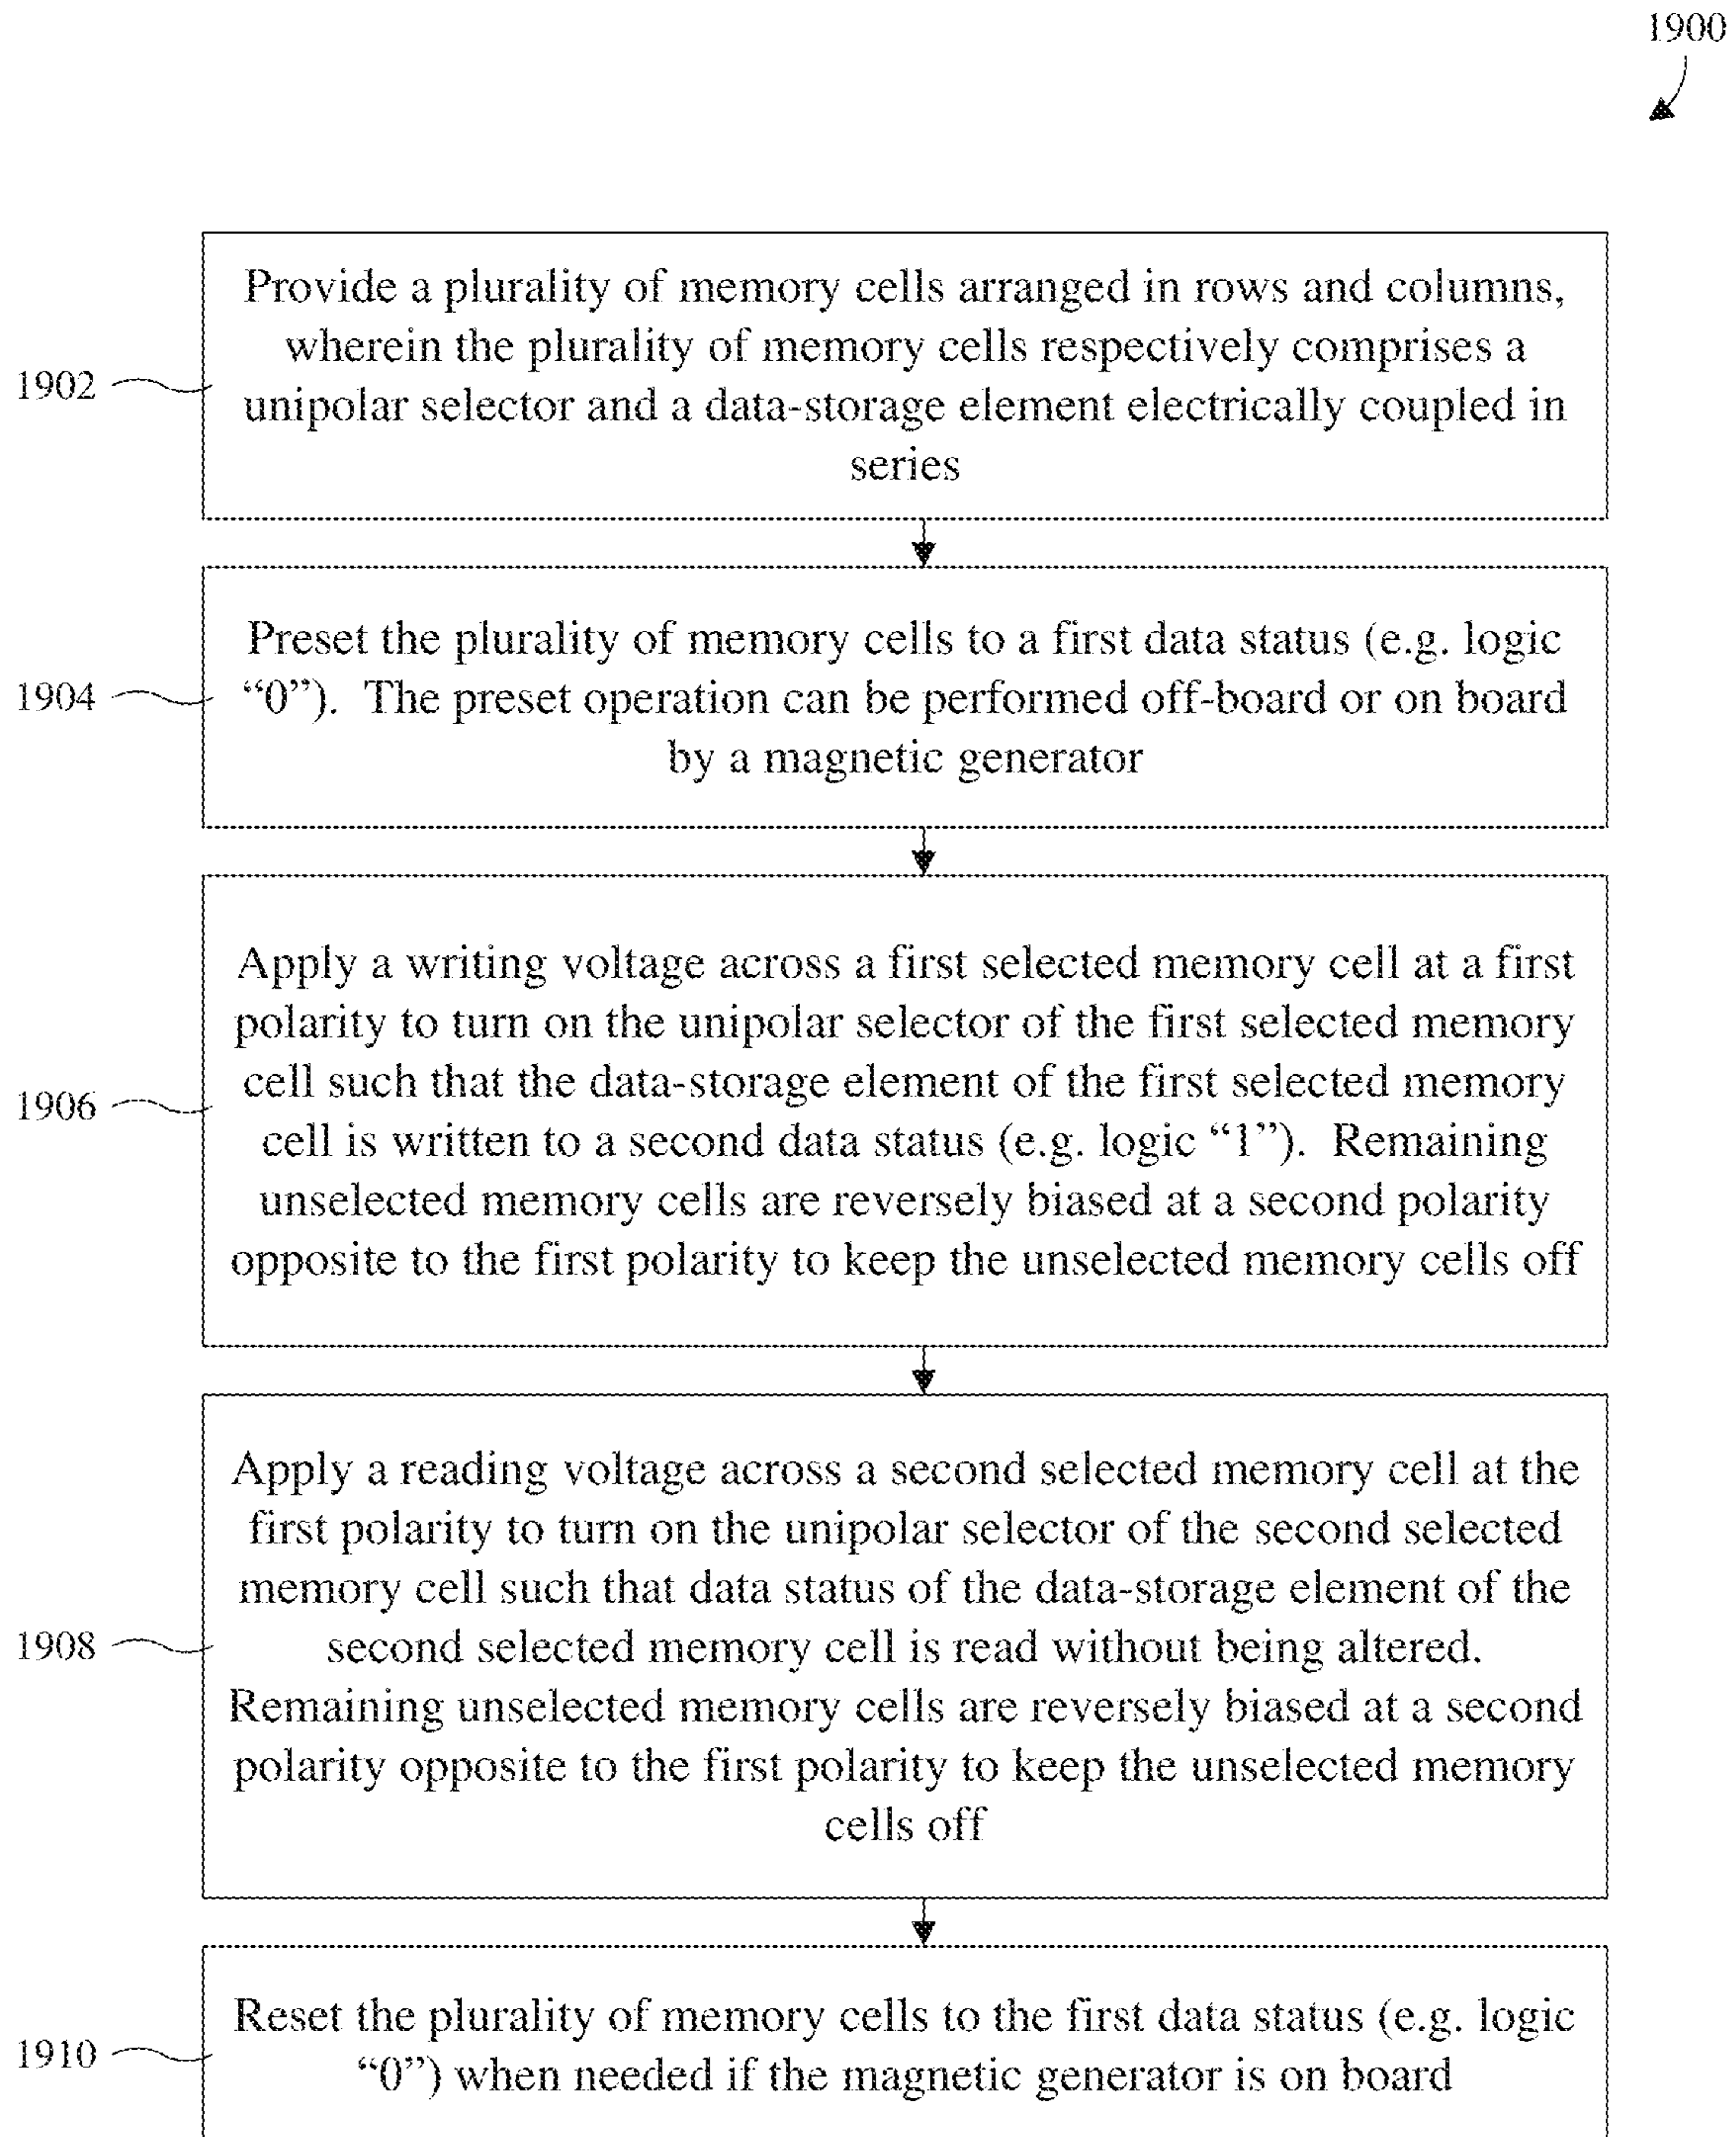 1900
Provide a plurality of memory cells arranged in rows and columns,
wherein the plurality of memory cells respectively comprises a
1902
unipolar selector and a data-storage element electrically coupled in
series
Preset the plurality of memory cells to a first data status (e.g. logic
1904
“0”). The preset operation can be performed off-board or on board
by a magnetic generator
Apply a writing voltage across a first selected memory cell at a first
polarity to turn on the unipolar selector of the first selected memory
cell such that the data-storage element of the first selected memory
1906
cell is written to a second data status (e.g. logic “1”). Remaining
unselected memory cells are reversely biased at a second polarity
opposite to the first polarity to keep the unselected memory cells off
Apply a reading voltage across a second selected memory cell at the
first polarity to turn on the unipolar selector of the second selected
memory cell such that data status of the data-storage element of the
1908
second selected memory cell is read without being altered.
Remaining unselected memory cells are reversely biased at a second
polarity opposite to the first polarity to keep the unselected memory
cells off
Reset the plurality of memory cells to the first data status (e.g. logic
1910
“0”) when needed if the magnetic generator is on board